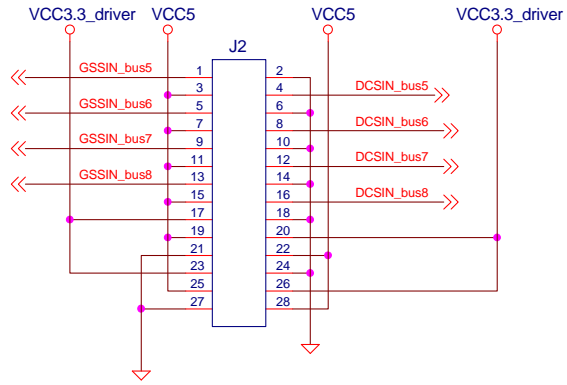 VCC3.3_driver VCC5 VCC5 VCC3.3_driver
J2
GSSIN_bus5 1 2
3 4 DCSIN_bus5
GSSIN_bus6 5 6
7 8 DCSIN_bus6
GSSIN_bus7 9 10
11 12 DCSIN_bus7
GSSIN_bus8 13 14
15 16 DCSIN_bus8
17 18
19 20
21 22
23 24
25 26
27 28